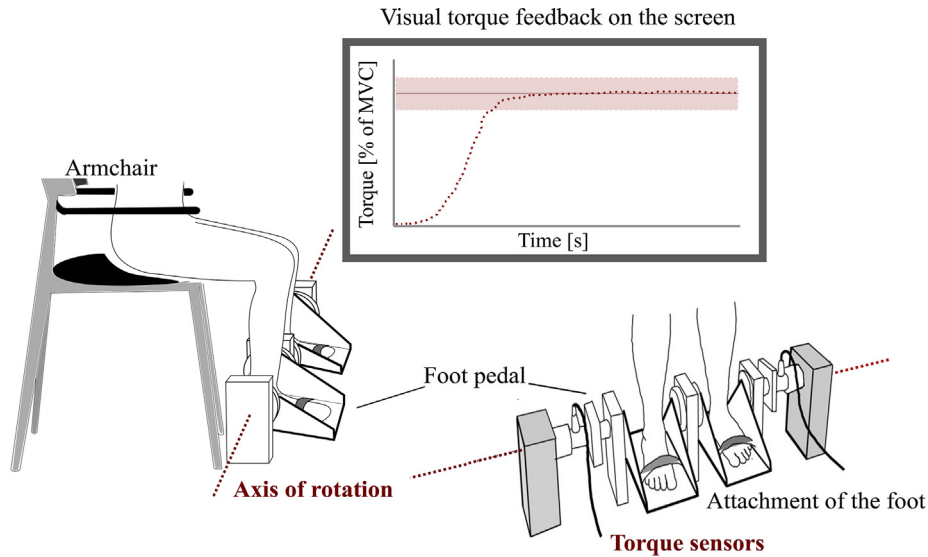 Visual torque feedback on the screen
Torque [% of MVC]
Time [s]
Armchair
Foot pedal
Axis of rotation
Attachment of the foot
Torque sensors